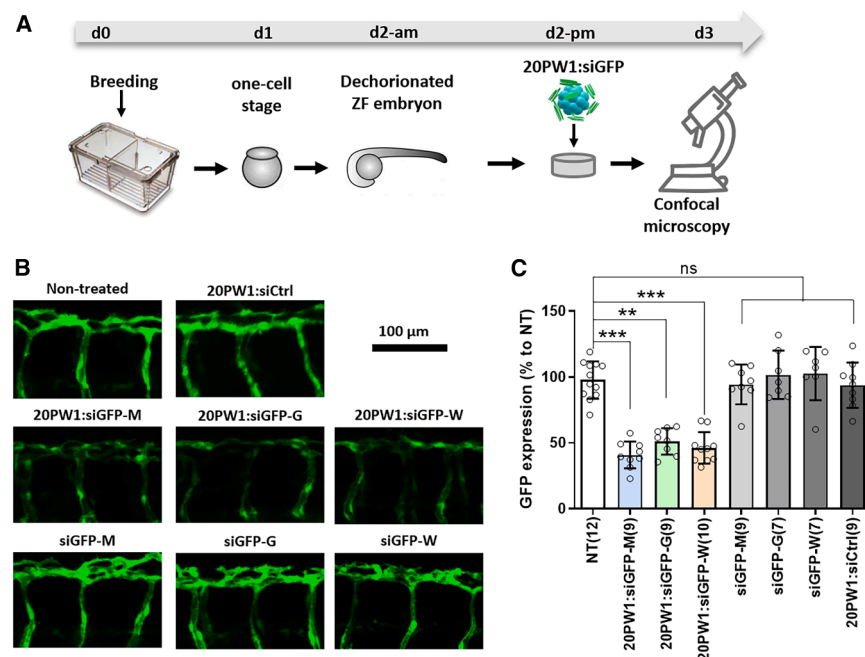 A
d0 d1 d2-am d2-pm d3
Breeding
one-cell
stage
Dechorionated
ZF embryon
20PW1:siGFP
Confocal
microscopy
B
Non-treated
20PW1:siCtrl
100 µm
20PW1:siGFP-M
20PW1:siGFP-G
20PW1:siGFP-W
siGFP-M
siGFP-G
siGFP-W
C
ns
***
**
***
GFP expression (% to NT)
150
100
50
0
NT(12)
20PW1:siGFP-M(9)
20PW1:siGFP-G(9)
20PW1:siGFP-W(10)
siGFP-M(9)
siGFP-G(7)
siGFP-W(7)
20PW1:siCtrl(9)